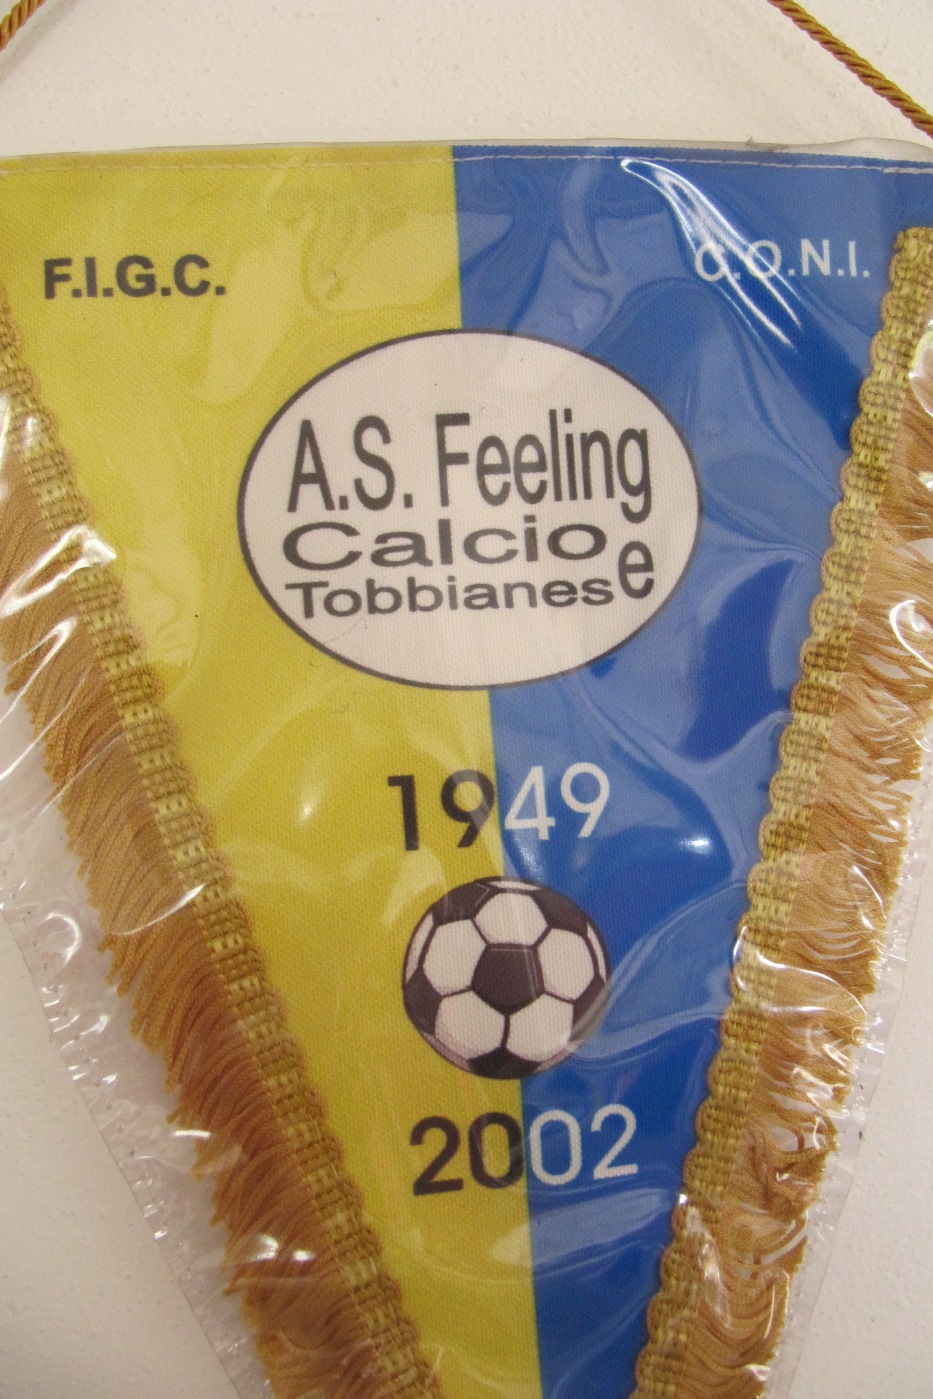 F.I.G.C. C.O.N.I.
A.S. Feeling
Calcio
Tobbianese
1949
2002